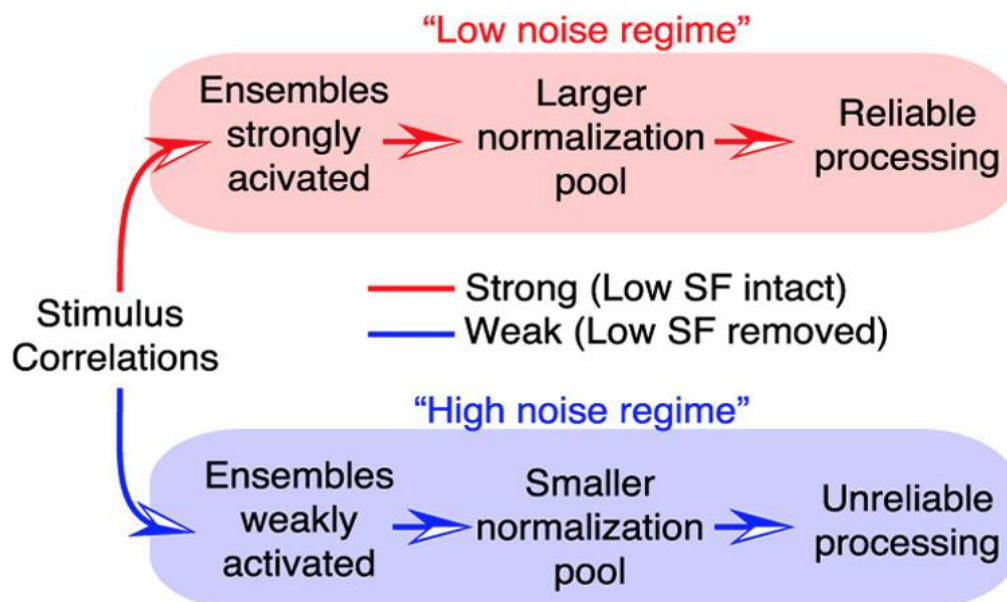 “Low noise regime”
Ensembles
strongly
acivated
Larger
normalization
pool
Reliable
processing
Stimulus
Correlations
Strong (Low SF intact)
Weak (Low SF removed)
“High noise regime”
Ensembles
weakly
activated
Smaller
normalization
pool
Unreliable
processing